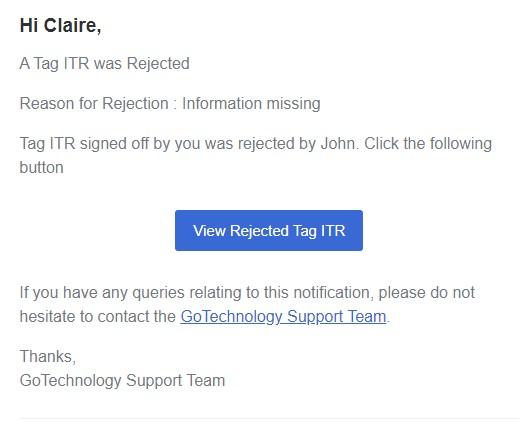 Hi Claire,
A Tag ITR was Rejected
Reason for Rejection : Information missing
Tag ITR signed off by you was rejected by John. Click the following
button
View Rejected Tag ITR
If you have any queries relating to this notification, please do not
hesitate to contact the GoTechnology Support Team.
Thanks,
GoTechnology Support Team